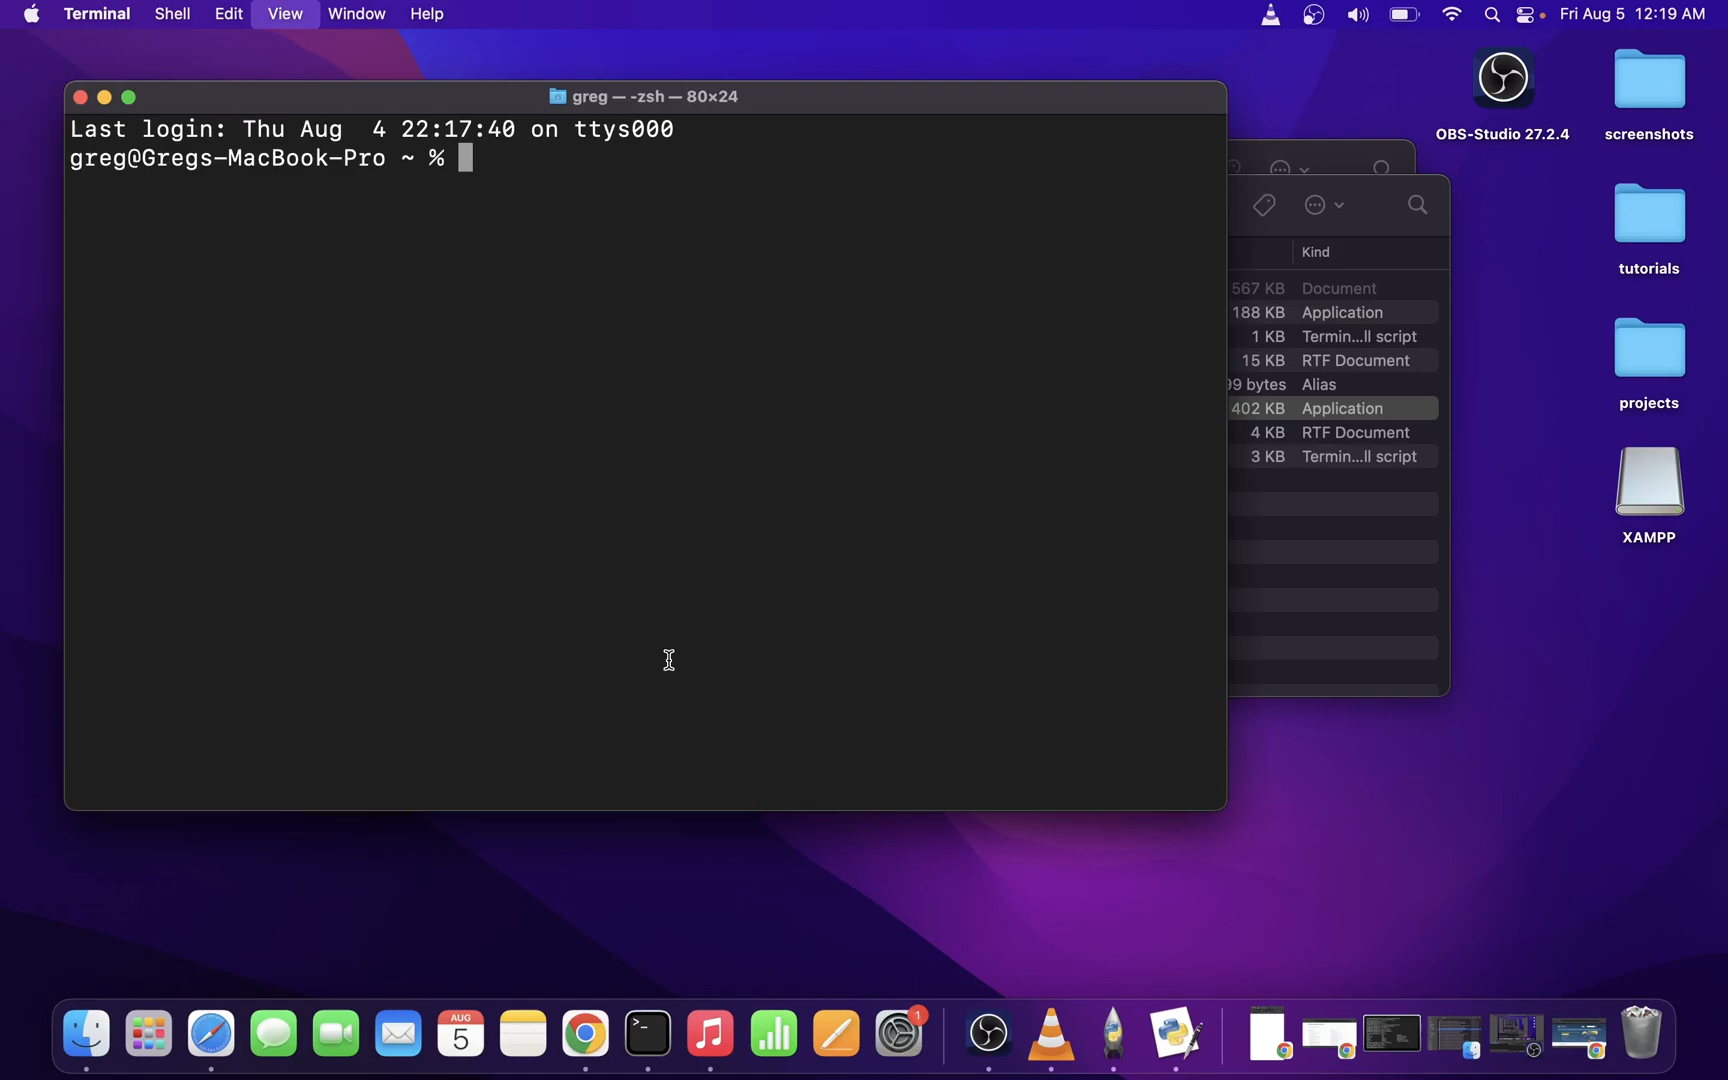 Terminal Shell Edit View Window Help Fri Aug 5 12:19 AM
greg — -zsh — 80×24
Last login: Thu Aug  4 22:17:40 on ttys000
greg@Gregs-MacBook-Pro ~ %
OBS-Studio 27.2.4
screenshots
tutorials
projects
XAMPP
Kind
567 KB Document
188 KB Application
1 KB Termin...ll script
15 KB RTF Document
99 bytes Alias
402 KB Application
4 KB RTF Document
3 KB Termin...ll script
AUG
5
>_
1